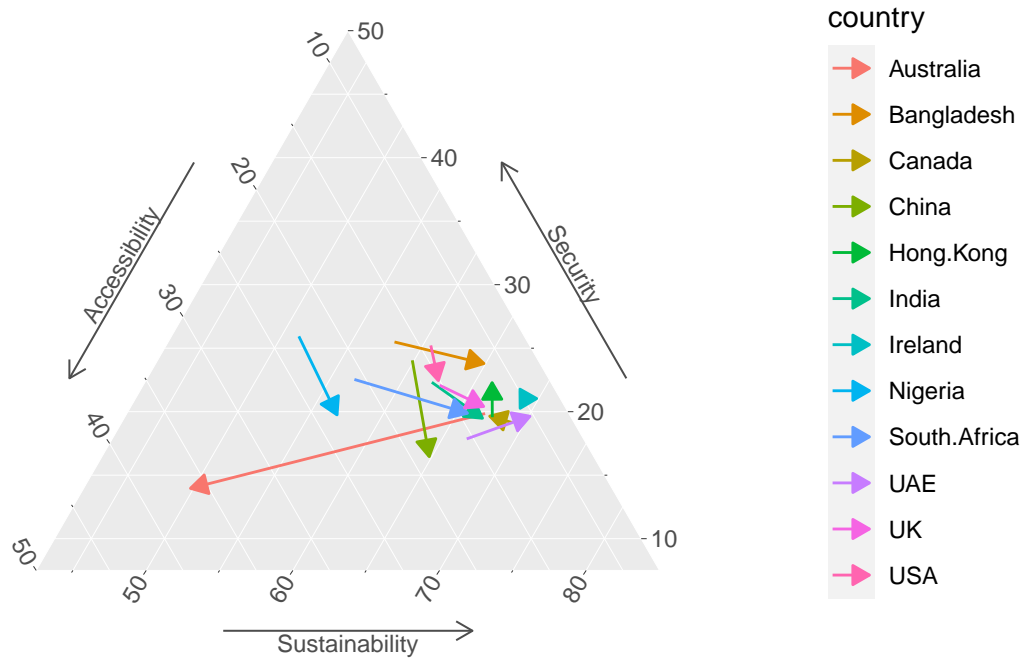 country
Australia
Bangladesh
Canada
China
Hong.Kong
India
Ireland
Nigeria
South.Africa
UAE
UK
USA
50
40
30
20
10
Security
10
20
30
40
50
Accessibility
50
60
70
80
Sustainability